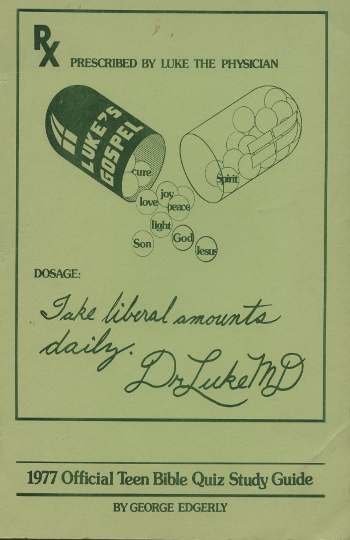 Rx PRESCRIBED BY LUKE THE PHYSICIAN
LUKE'S
GOSPEL
cure
Spirit
joy
love
peace
light
God
Son
Jesus
DOSAGE:
Take liberal amounts
daily.
Dr Luke MD
1977 Official Teen Bible Quiz Study Guide
BY GEORGE EDGERLY